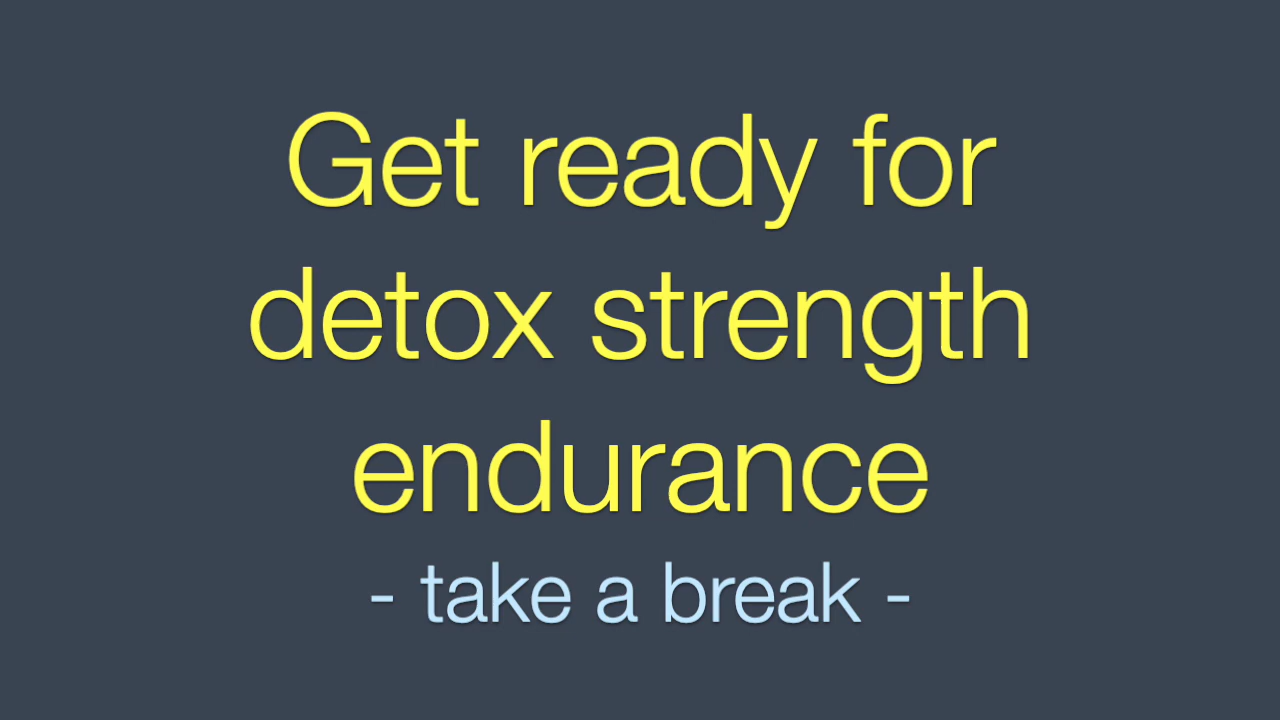 Get ready for
detox strength
endurance
- take a break -